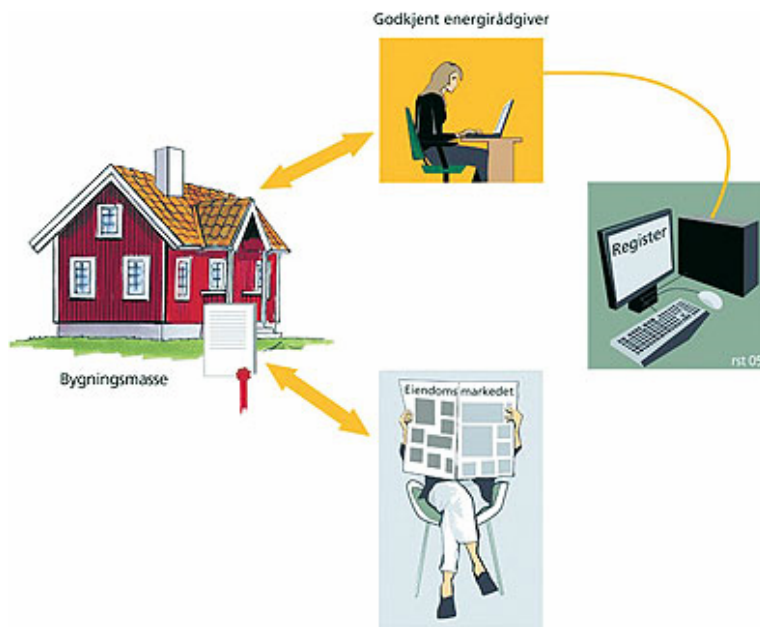 Godkjent energirådgiver
Register
rst 05
Bygningsmasse
Eiendoms markedet